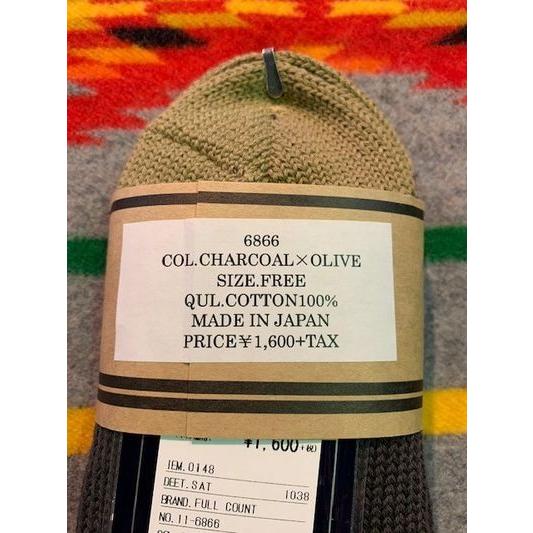 6866
COL.CHARCOAL×OLIVE
SIZE.FREE
QUL.COTTON100%
MADE IN JAPAN
PRICE¥1,600+TAX
¥1,600+税
IEM.0148
DEET.SAT 1038
BRAND.FULL COUNT
NO.11-6866